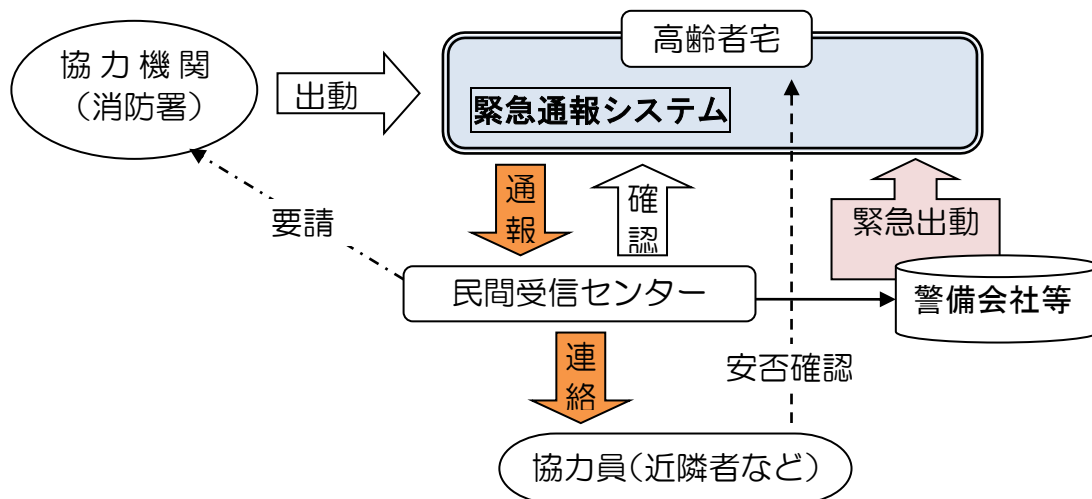 高齢者宅
協力機関
（消防署）
出動
緊急通報システム
通報
確認
要請
緊急出動
民間受信センター
警備会社等
連絡
安否確認
協力員（近隣者など）